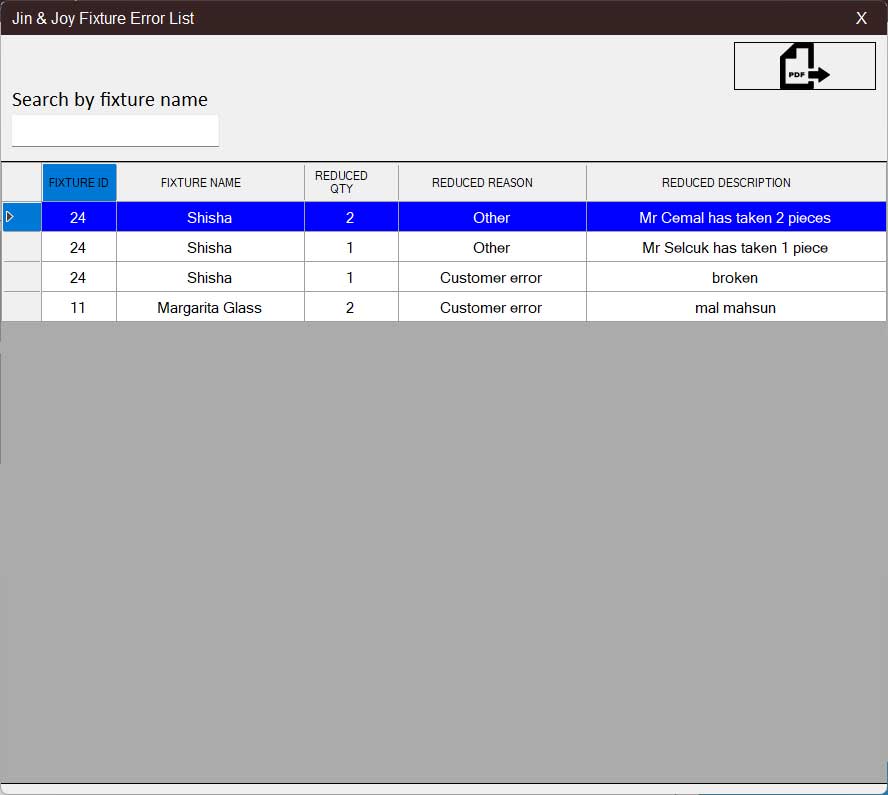 Jin & Joy Fixture Error List X
PDF
Search by fixture name
FIXTURE ID FIXTURE NAME REDUCED QTY REDUCED REASON REDUCED DESCRIPTION
24 Shisha 2 Other Mr Cemal has taken 2 pieces
24 Shisha 1 Other Mr Selcuk has taken 1 piece
24 Shisha 1 Customer error broken
11 Margarita Glass 2 Customer error mal mahsun